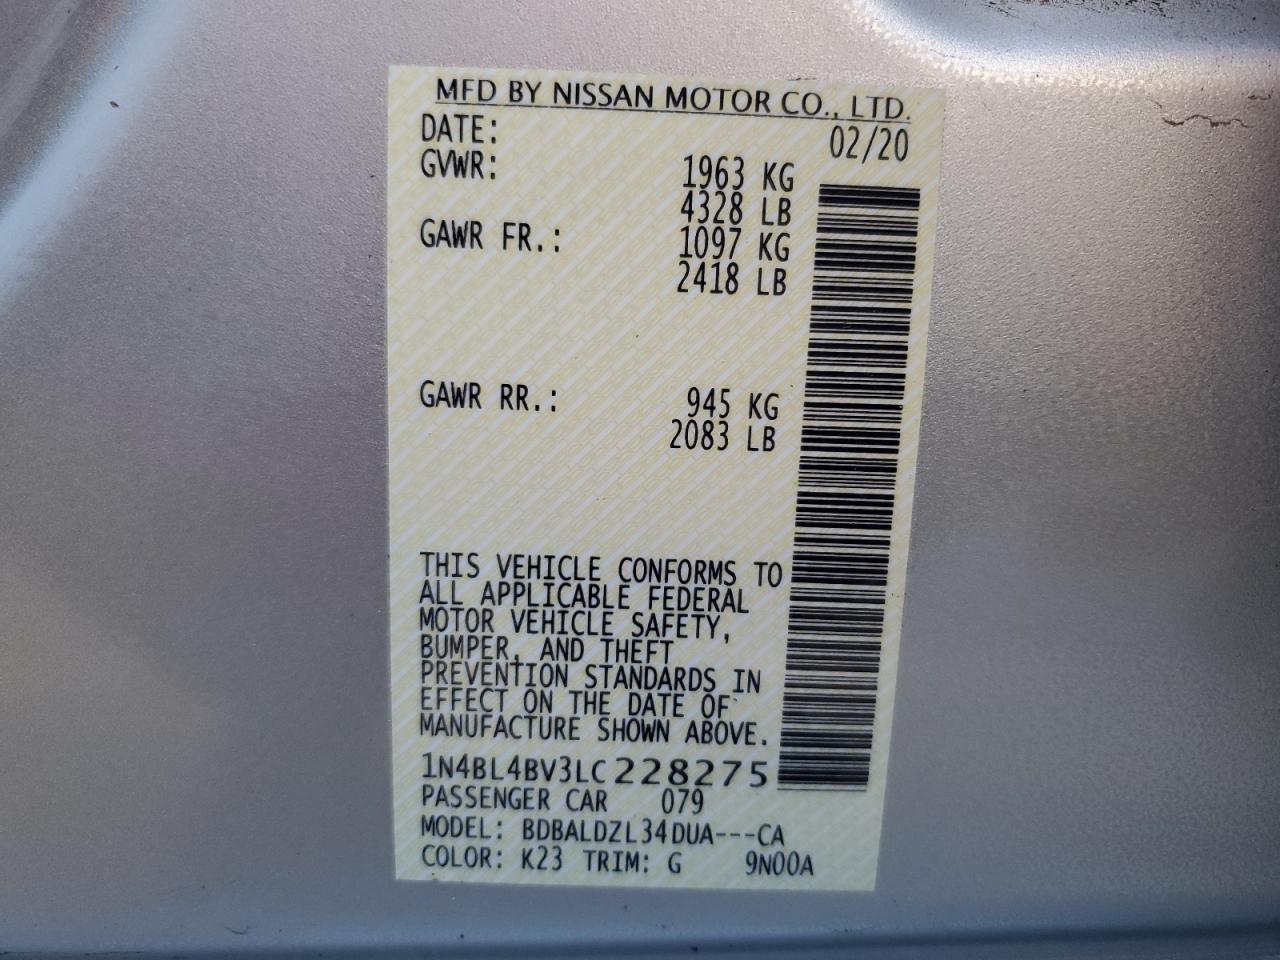 MFD BY NISSAN MOTOR CO., LTD.
DATE: 02/20
GVWR: 1963 KG
4328 LB
GAWR FR.: 1097 KG
2418 LB
GAWR RR.: 945 KG
2083 LB
THIS VEHICLE CONFORMS TO
ALL APPLICABLE FEDERAL
MOTOR VEHICLE SAFETY,
BUMPER, AND THEFT
PREVENTION STANDARDS IN
EFFECT ON THE DATE OF
MANUFACTURE SHOWN ABOVE.
1N4BL4BV3LC228275
PASSENGER CAR 079
MODEL: BDBALDZL34DUA---CA
COLOR: K23 TRIM: G 9N00A